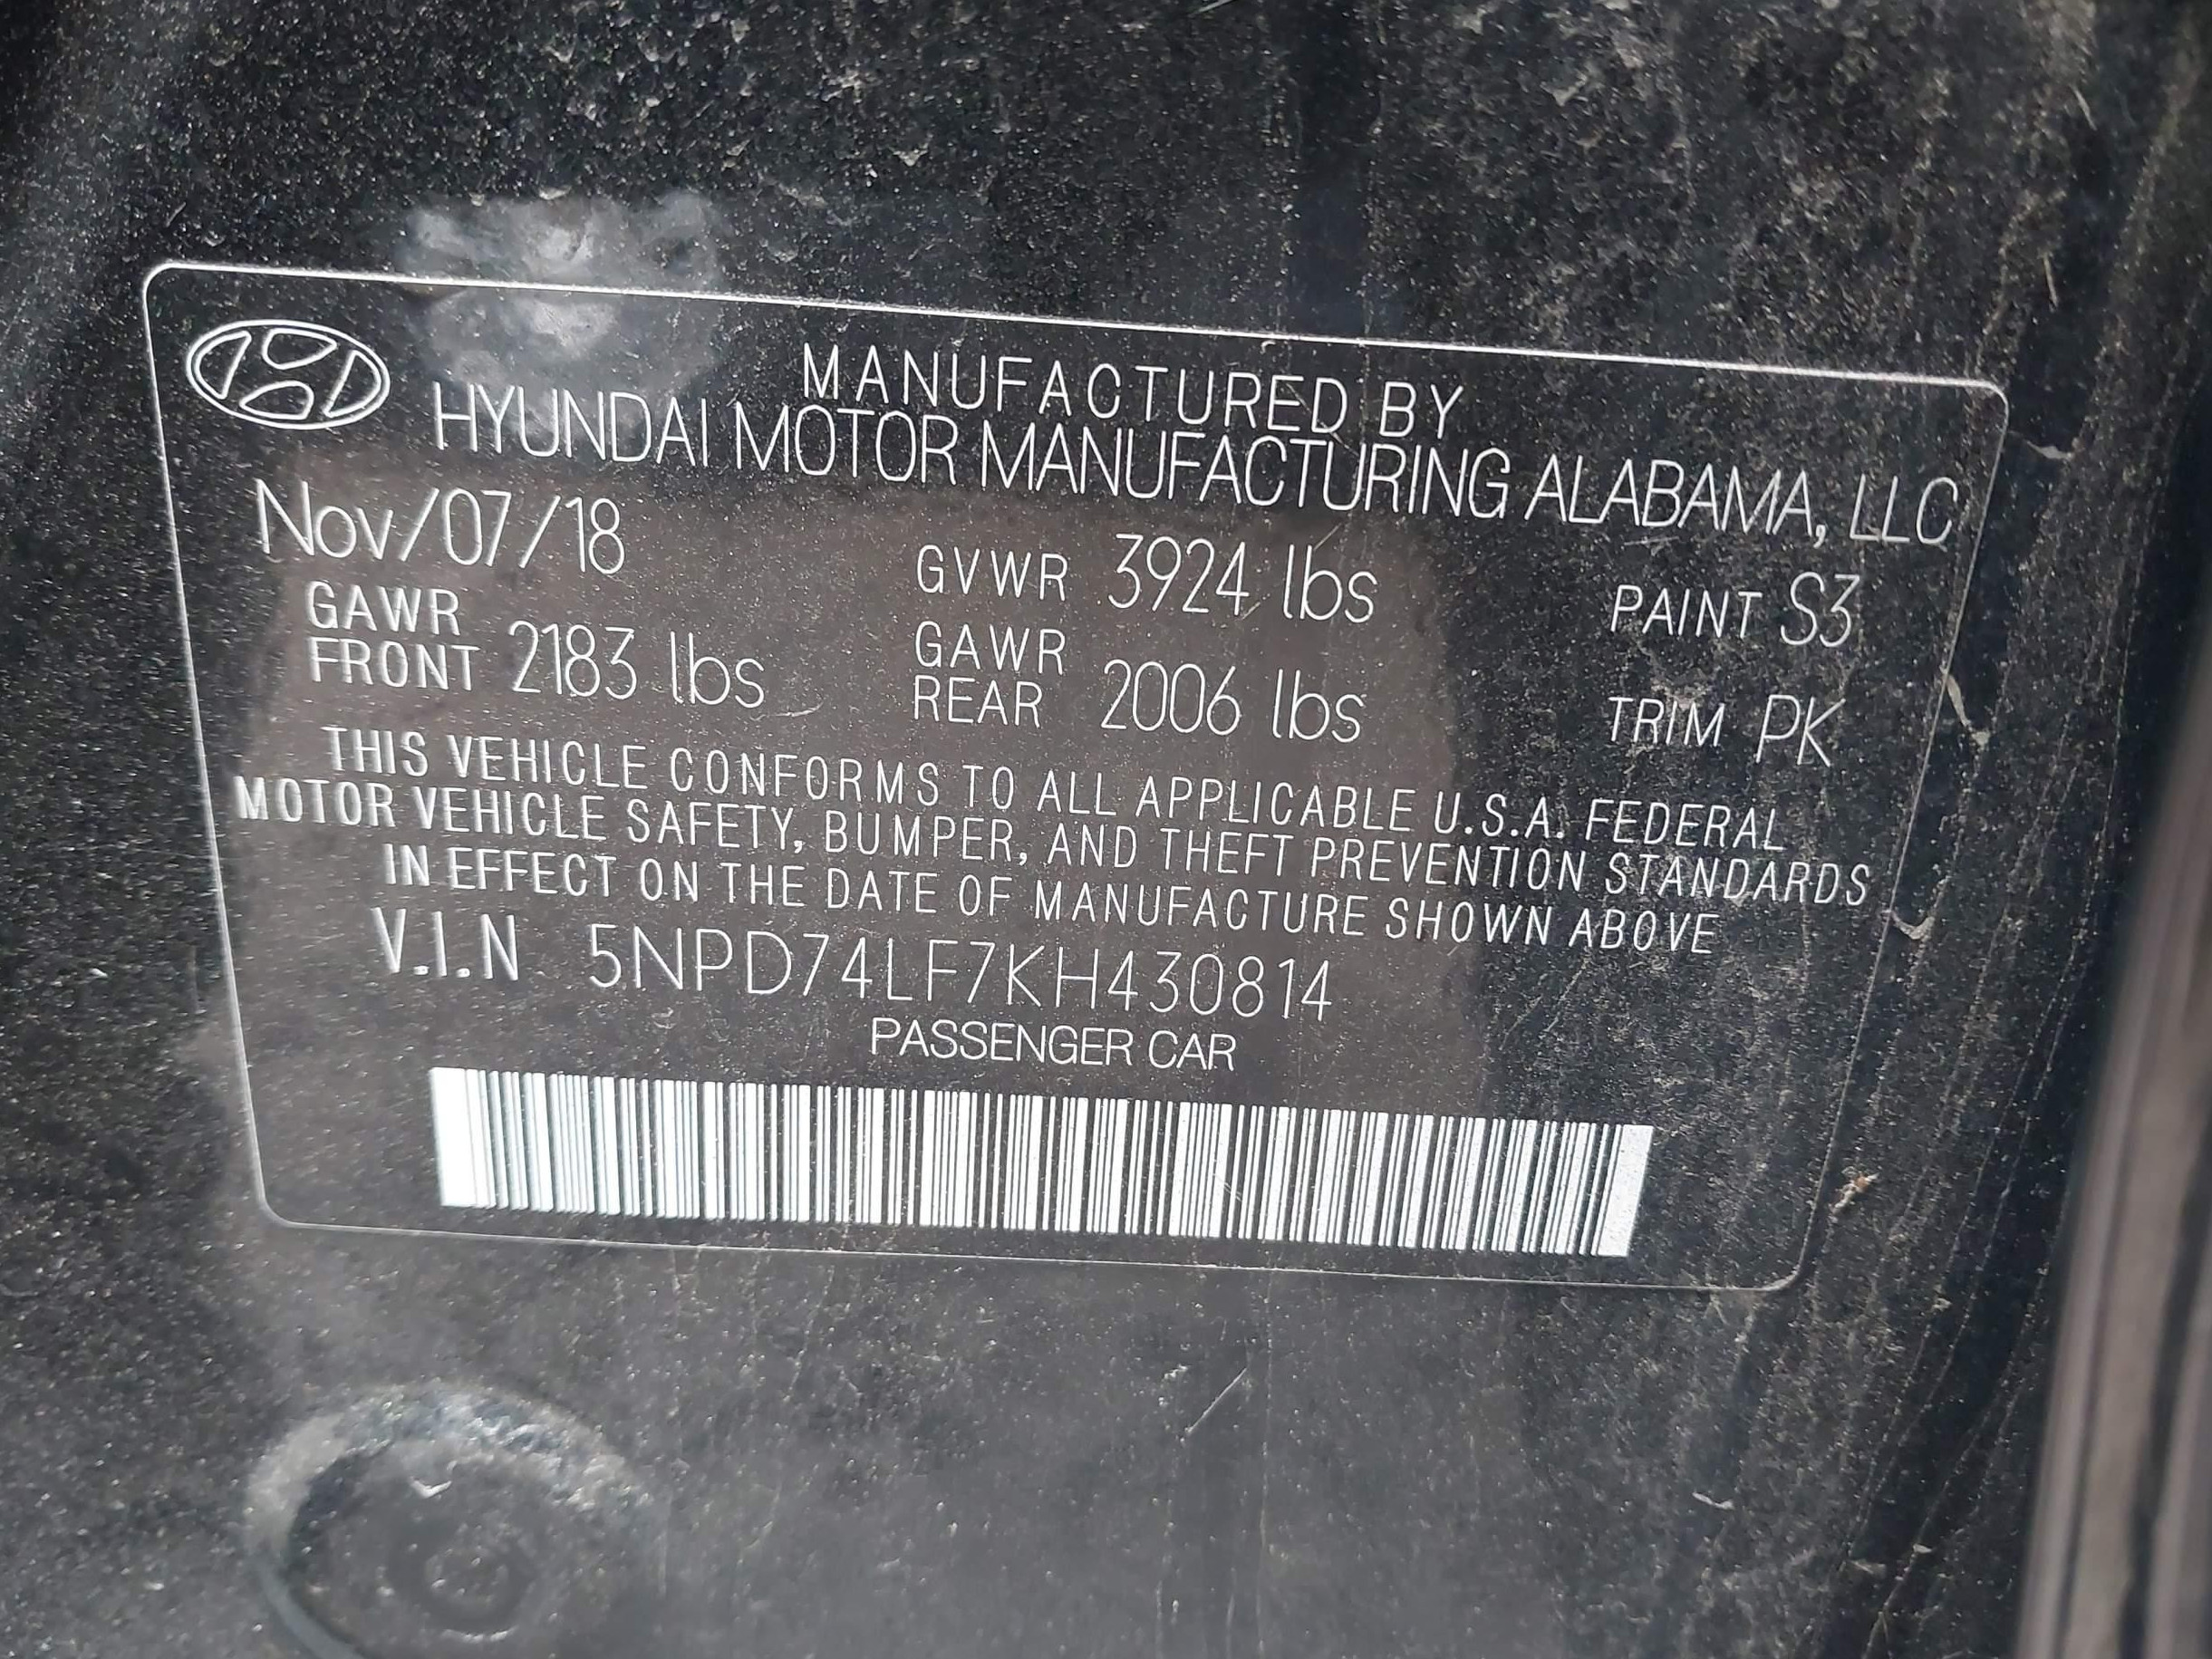 MANUFACTURED BY
HYUNDAI MOTOR MANUFACTURING ALABAMA, LLC
Nov/07/18 GVWR 3924 lbs PAINT S3
GAWR FRONT 2183 lbs GAWR REAR 2006 lbs TRIM PK
THIS VEHICLE CONFORMS TO ALL APPLICABLE U.S.A. FEDERAL
MOTOR VEHICLE SAFETY, BUMPER, AND THEFT PREVENTION STANDARDS
IN EFFECT ON THE DATE OF MANUFACTURE SHOWN ABOVE
V.I.N 5NPD74LF7KH430814
PASSENGER CAR